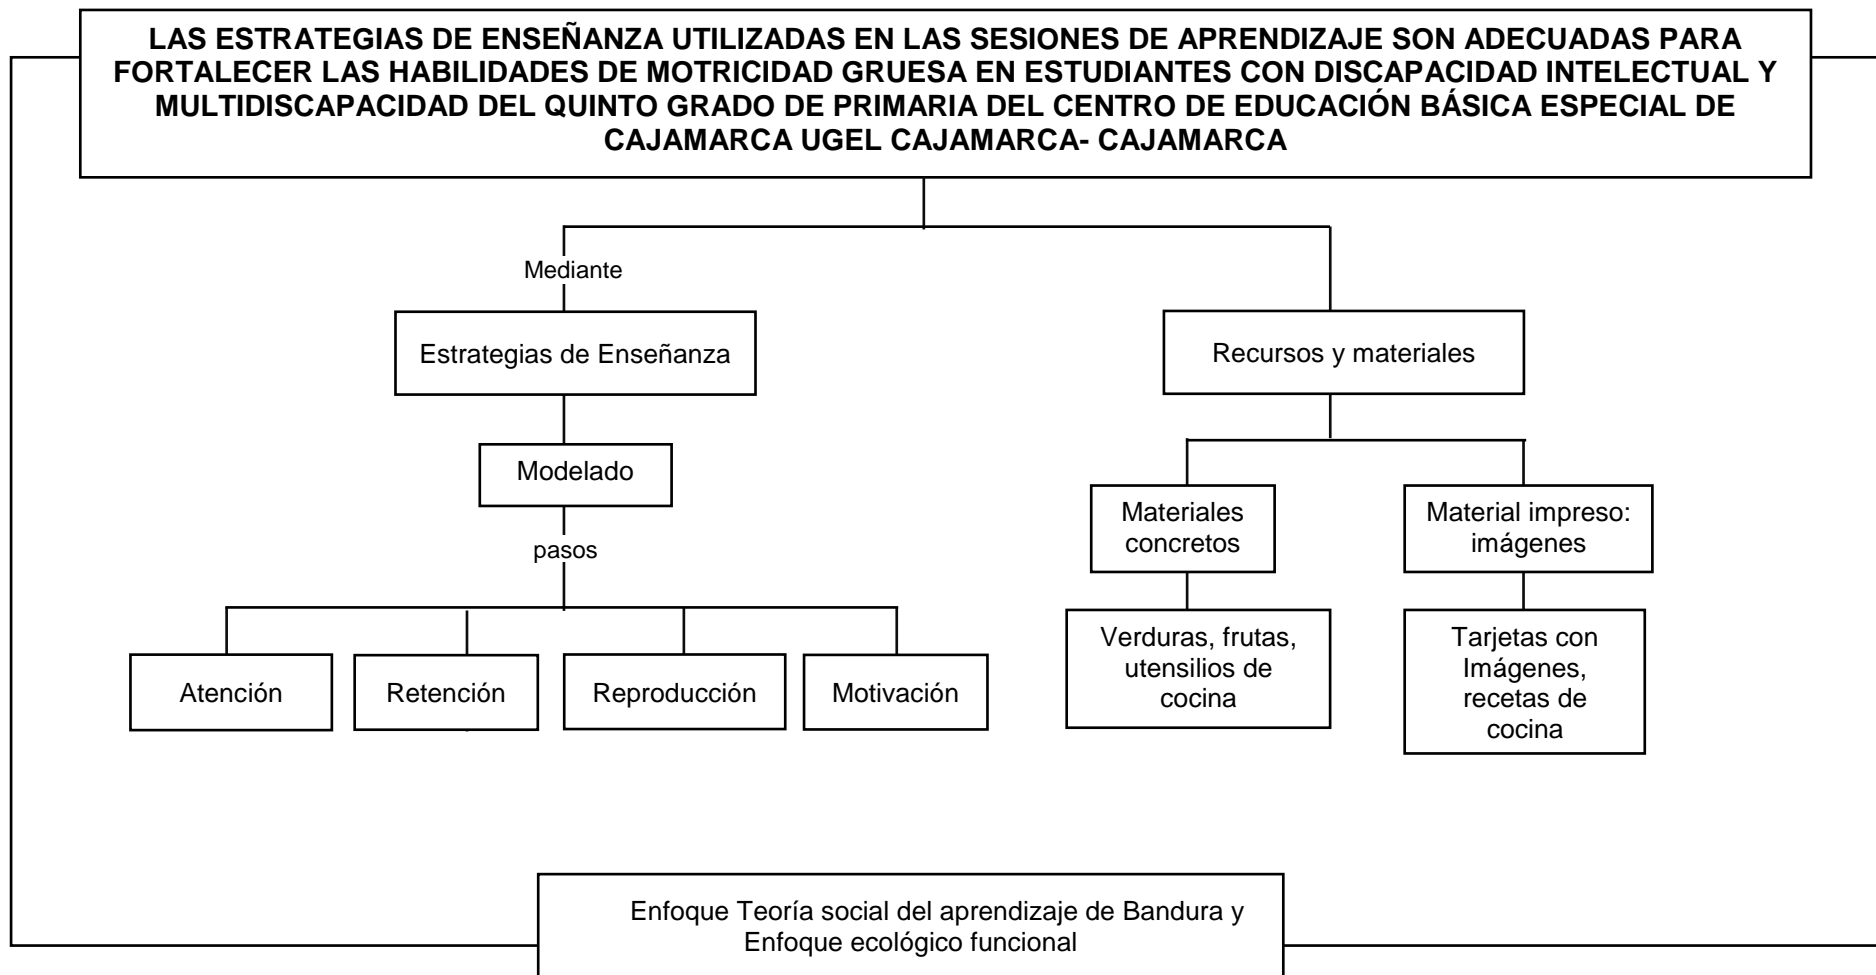 LAS ESTRATEGIAS DE ENSEÑANZA UTILIZADAS EN LAS SESIONES DE APRENDIZAJE SON ADECUADAS PARA
FORTALECER LAS HABILIDADES DE MOTRICIDAD GRUESA EN ESTUDIANTES CON DISCAPACIDAD INTELECTUAL Y
MULTIDISCAPACIDAD DEL QUINTO GRADO DE PRIMARIA DEL CENTRO DE EDUCACIÓN BÁSICA ESPECIAL DE
CAJAMARCA UGEL CAJAMARCA- CAJAMARCA
Mediante
Estrategias de Enseñanza
Recursos y materiales
Modelado
pasos
Materiales
concretos
Material impreso:
imágenes
Atención
Retención
Reproducción
Motivación
Verduras, frutas,
utensilios de
cocina
Tarjetas con
Imágenes,
recetas de
cocina
Enfoque Teoría social del aprendizaje de Bandura y
Enfoque ecológico funcional